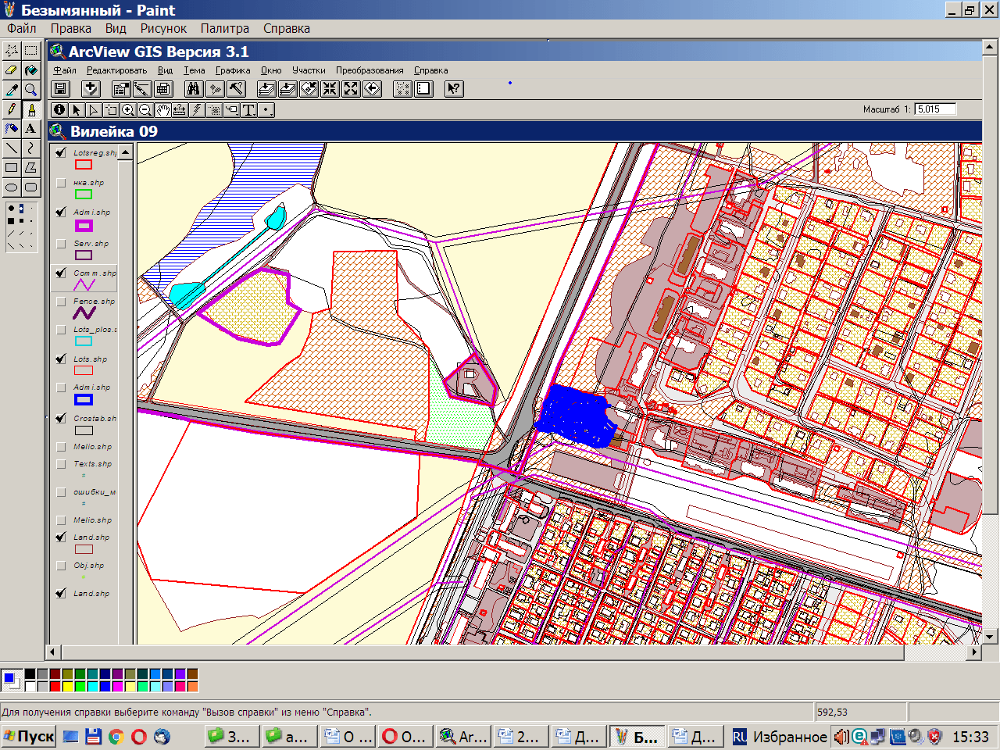 Безымянный - Paint
Файл Правка Вид Рисунок Палитра Справка
ArcView GIS Версия 3.1
Файл Редактировать Вид Тема Графика Окно Участки Преобразования Справка
Масштаб 1: 5,015
Вилейка 09
Lotsreg.shp
нка.shp
Admi.shp
Serv.shp
Comm.shp
Fence.shp
Lots_plos.s
Lots.shp
Admi.shp
Crostab.sh
Melio.shp
Texts.shp
ошибки_м
Melio.shp
Land.shp
Obj.shp
Land.shp
Для получения справки выберите команду "Вызов справки" из меню "Справка".
592,53
Пуск З... а... О ... О... Ar... 2... Д... Б... Д... RU Избранное 15:33